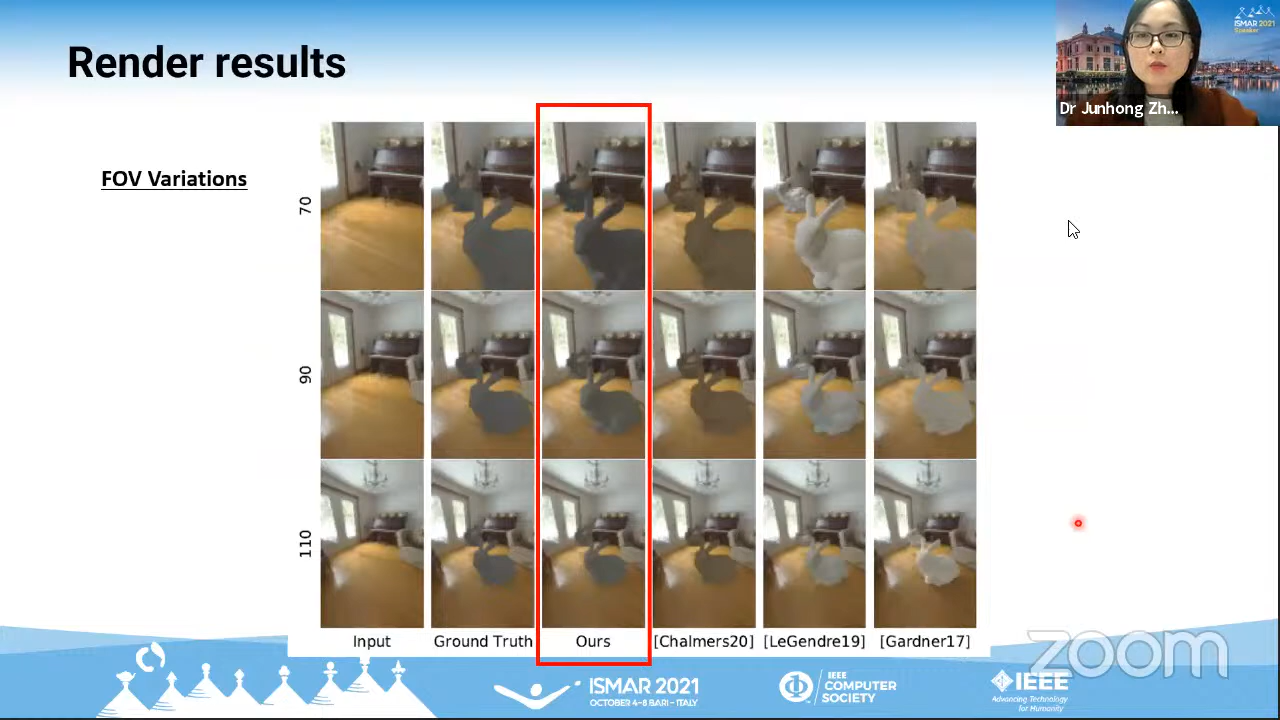 Render results
ISMAR 2021
Speaker
Dr Junhong Zh...
FOV Variations
70
90
110
Input
Ground Truth
Ours
[Chalmers20]
[LeGendre19]
[Gardner17]
zoom
ISMAR 2021
OCTOBER 4-8 BARI - ITALY
IEEE
COMPUTER
SOCIETY
IEEE
Advancing Technology
for Humanity